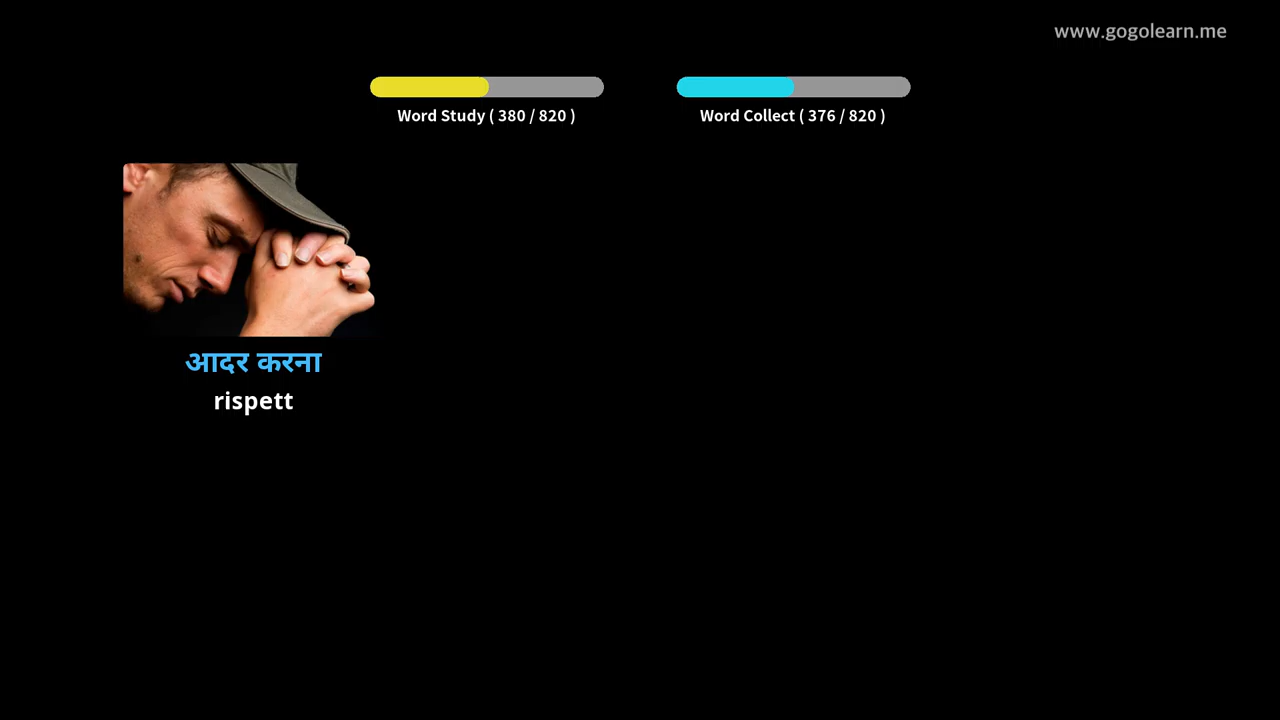 www.gogolearn.me
Word Study ( 380 / 820 )
Word Collect ( 376 / 820 )
आदर करना
rispett